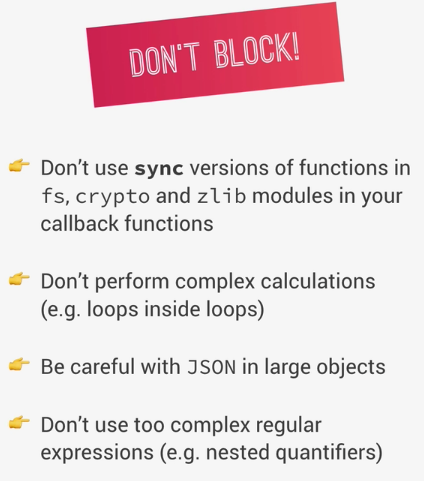 DON'T BLOCK!
Don’t use sync versions of functions in
fs, crypto and zlib modules in your
callback functions
Don’t perform complex calculations
(e.g. loops inside loops)
Be careful with JSON in large objects
Don’t use too complex regular
expressions (e.g. nested quantifiers)